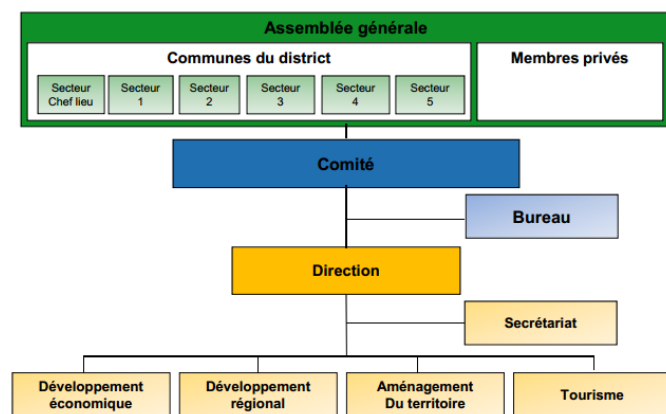 Assemblée générale
Communes du district
Membres privés
Secteur
Chef lieu
Secteur
1
Secteur
2
Secteur
3
Secteur
4
Secteur
5
Comité
Bureau
Direction
Secrétariat
Développement
économique
Développement
régional
Aménagement
Du territoire
Tourisme